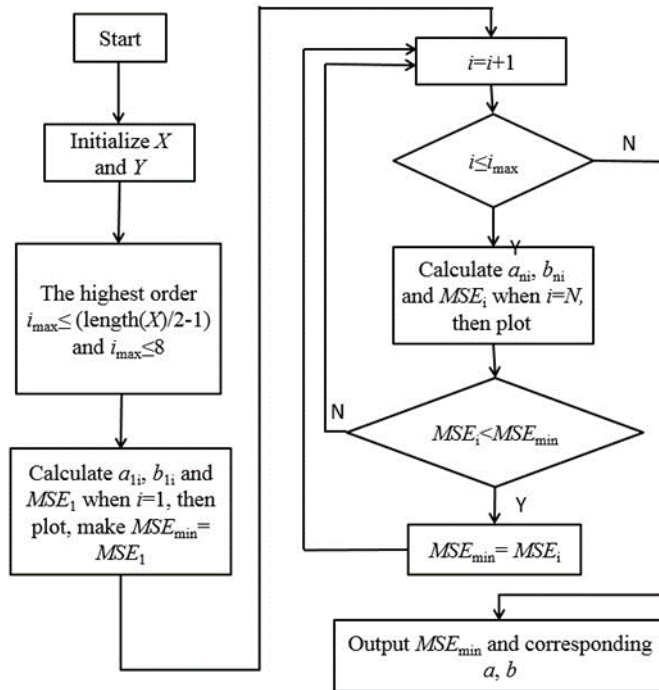 Start
Initialize X
and Y
The highest order
imax≤ (length(X)/2-1)
and imax≤8
Calculate a1i, b1i and
MSE1 when i=1, then
plot, make MSEmin=
MSE1
i=i+1
i≤imax
N
Y
Calculate ani, bni
and MSEi when i=N,
then plot
N
MSEi<MSEmin
Y
MSEmin= MSEi
Output MSEmin and corresponding
a, b